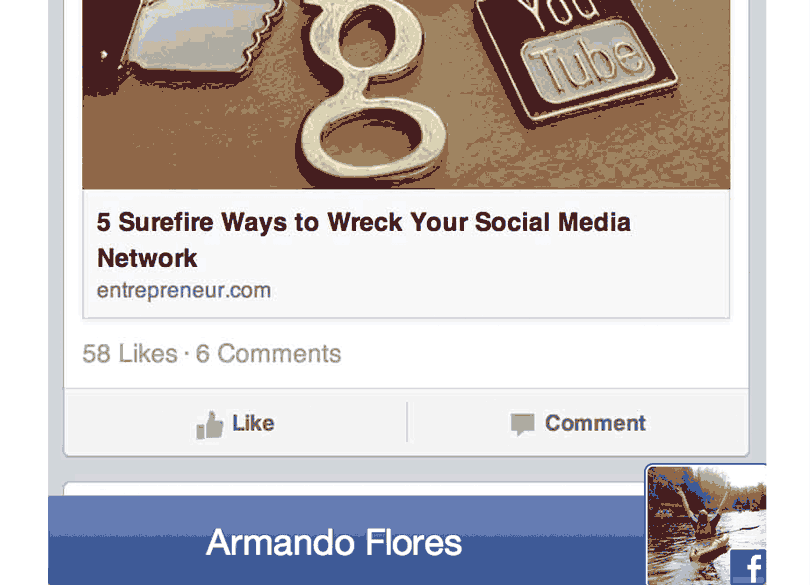 g
You
Tube
5 Surefire Ways to Wreck Your Social Media
Network
entrepreneur.com
58 Likes · 6 Comments
Like
Comment
Armando Flores
f